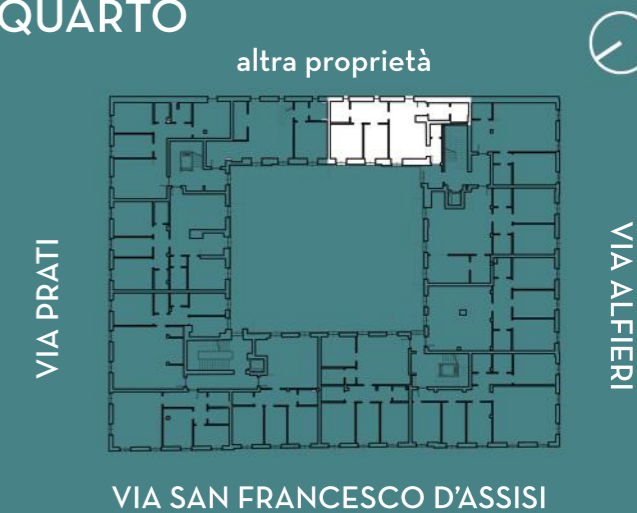 QUARTO
altra proprietà
VIA PRATI
VIA ALFIERI
VIA SAN FRANCESCO D'ASSISI